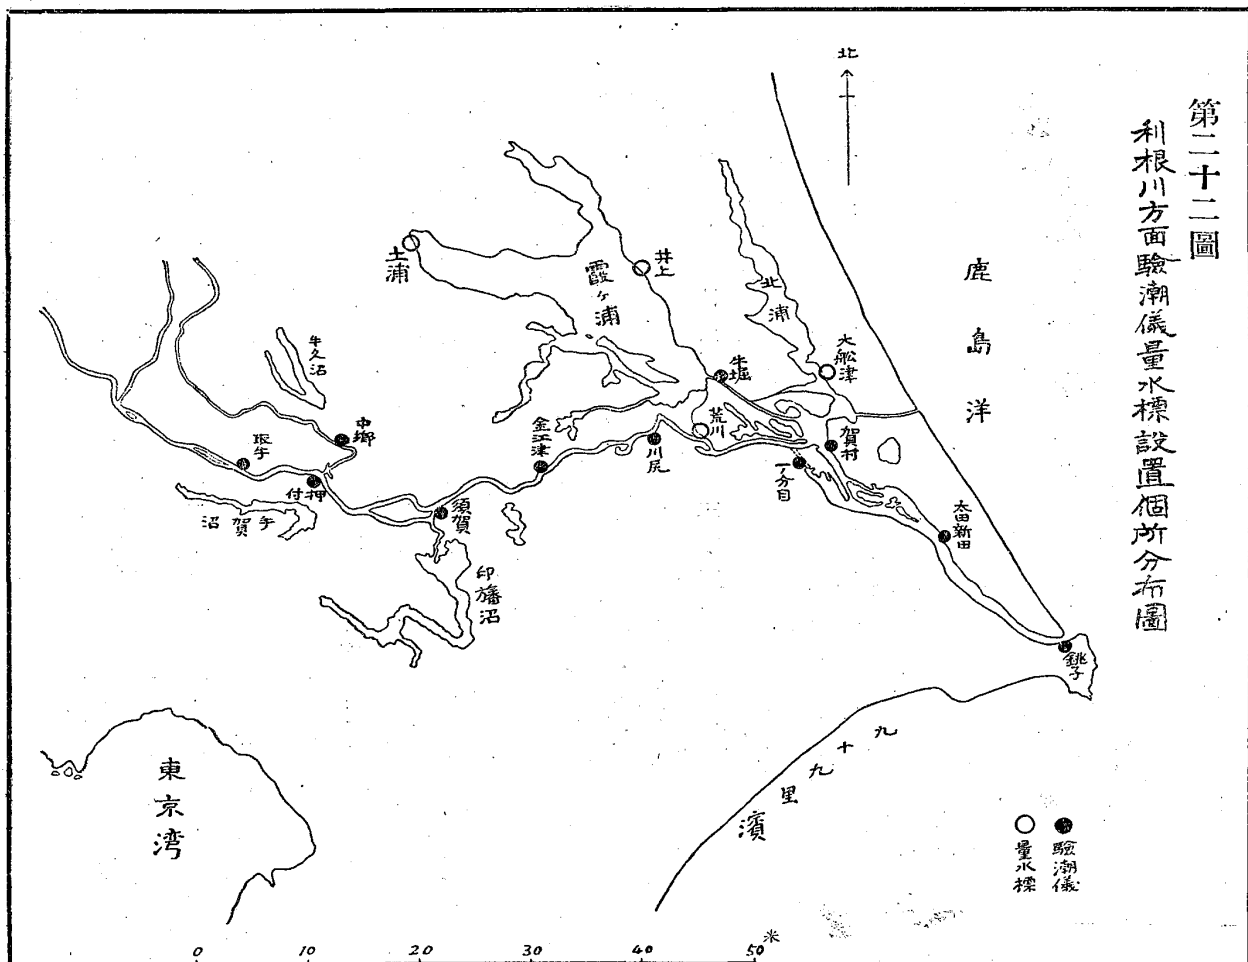 第二十二圖
利根川方面驗潮儀量水標設置個所分布圖
北
鹿島洋
北浦
大船津
井上
霞ヶ浦
土浦
牛堀
牛久沼
荒川
賀村
中郷
取手
金江津
川尻
一ノ分目
押付
須賀
手賀沼
太田新田
印旛沼
銚子
九十九里濱
東京湾
驗潮儀
量水標
0 10 20 30 40 50